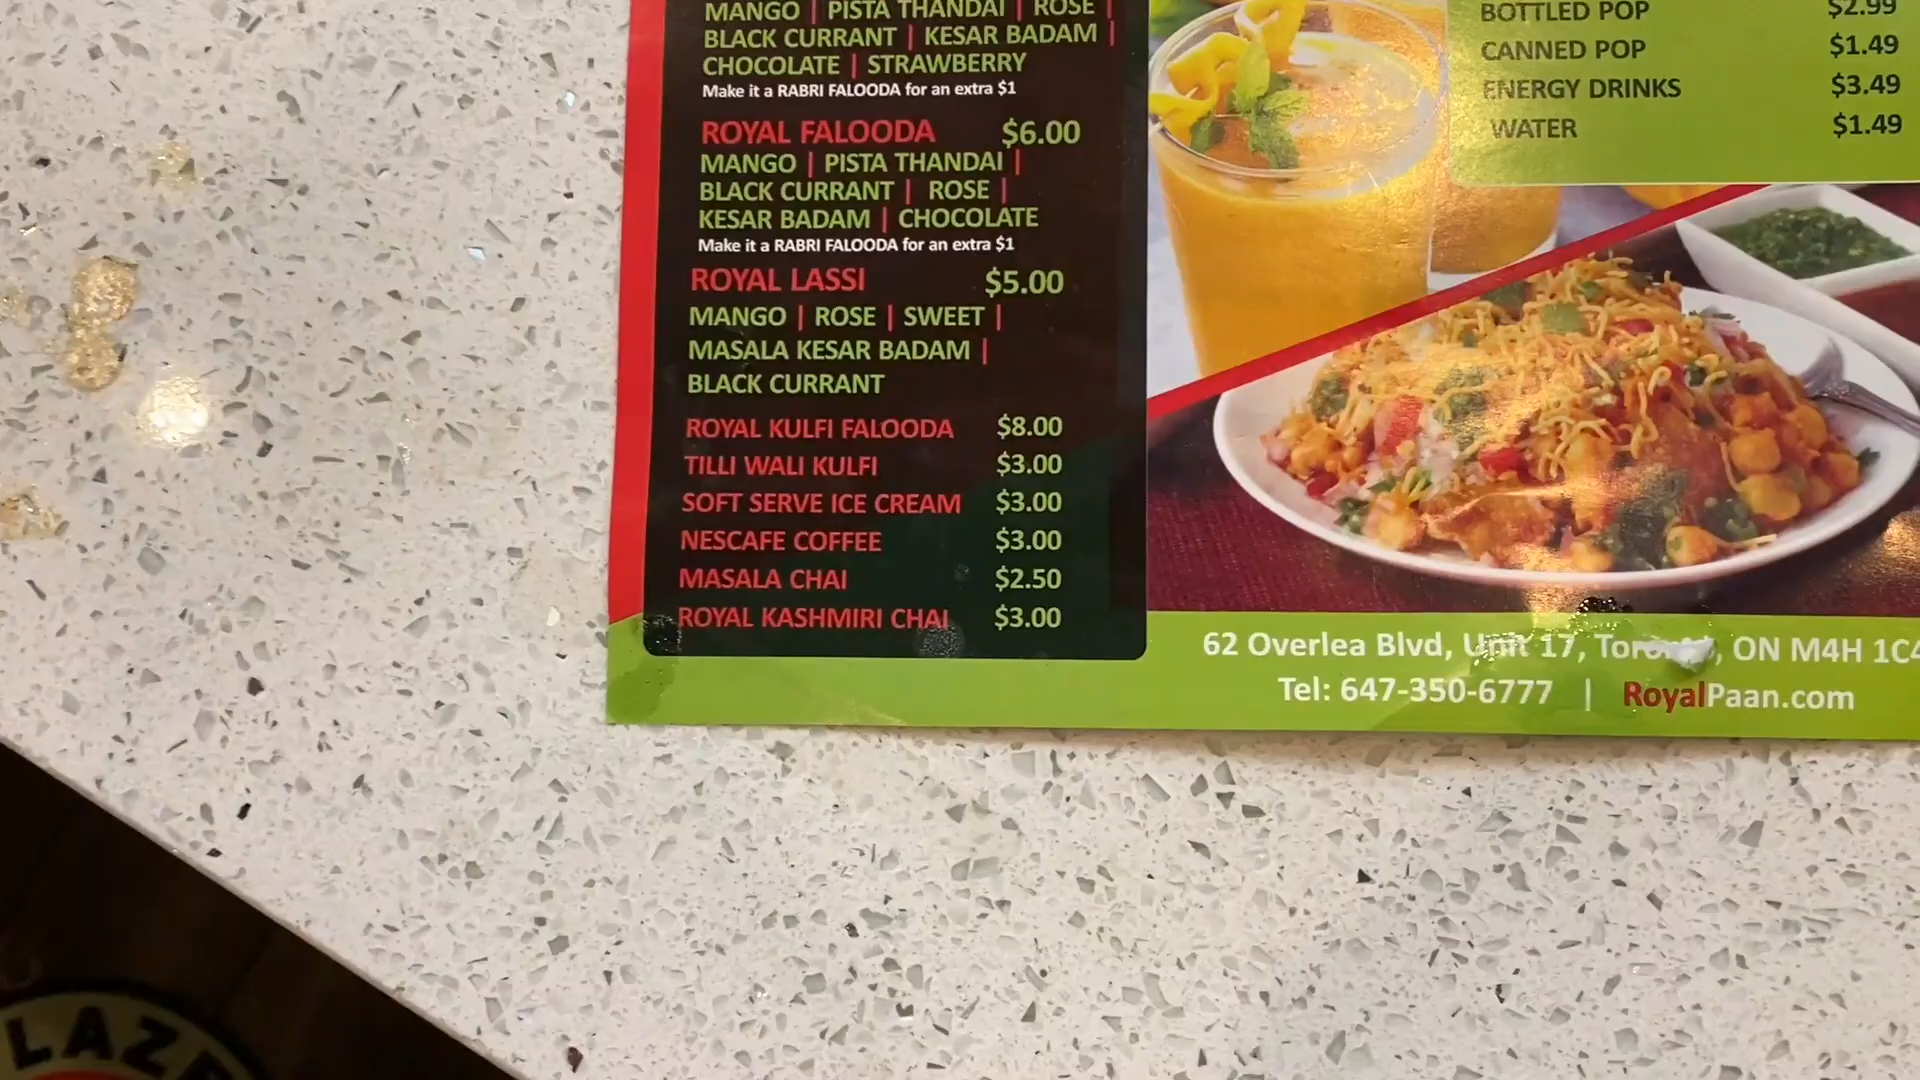 MANGO | PISTA THANDAI | ROSE |
BLACK CURRANT | KESAR BADAM |
CHOCOLATE | STRAWBERRY
Make it a RABRI FALOODA for an extra $1
ROYAL FALOODA $6.00
MANGO | PISTA THANDAI |
BLACK CURRANT | ROSE |
KESAR BADAM | CHOCOLATE
Make it a RABRI FALOODA for an extra $1
ROYAL LASSI $5.00
MANGO | ROSE | SWEET |
MASALA KESAR BADAM |
BLACK CURRANT
ROYAL KULFI FALOODA $8.00
TILLI WALI KULFI $3.00
SOFT SERVE ICE CREAM $3.00
NESCAFE COFFEE $3.00
MASALA CHAI $2.50
ROYAL KASHMIRI CHAI $3.00
BOTTLED POP $2.99
CANNED POP $1.49
ENERGY DRINKS $3.49
WATER $1.49
62 Overlea Blvd, Unit 17, Toronto, ON M4H 1C4
Tel: 647-350-6777 | RoyalPaan.com
LAZE